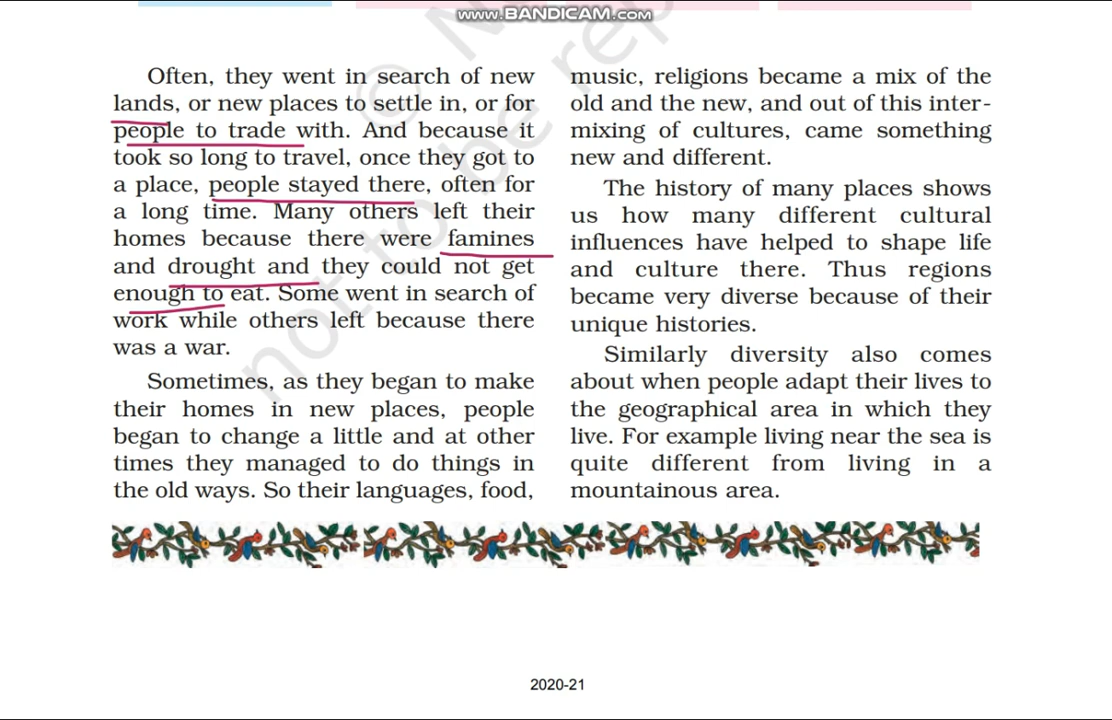 www.BANDICAM.com
Often, they went in search of new
lands, or new places to settle in, or for
people to trade with. And because it
took so long to travel, once they got to
a place, people stayed there, often for
a long time. Many others left their
homes because there were famines
and drought and they could not get
enough to eat. Some went in search of
work while others left because there
was a war.
Sometimes, as they began to make
their homes in new places, people
began to change a little and at other
times they managed to do things in
the old ways. So their languages, food,
music, religions became a mix of the
old and the new, and out of this inter-
mixing of cultures, came something
new and different.
The history of many places shows
us how many different cultural
influences have helped to shape life
and culture there. Thus regions
became very diverse because of their
unique histories.
Similarly diversity also comes
about when people adapt their lives to
the geographical area in which they
live. For example living near the sea is
quite different from living in a
mountainous area.
© N
not to be rep
2020-21